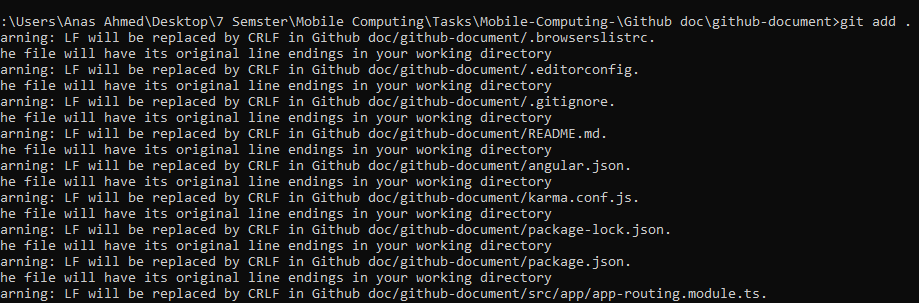 :\Users\Anas Ahmed\Desktop\7 Semster\Mobile Computing\Tasks\Mobile-Computing-\Github doc\github-document>git add .
arning: LF will be replaced by CRLF in Github doc/github-document/.browserslistrc.
he file will have its original line endings in your working directory
arning: LF will be replaced by CRLF in Github doc/github-document/.editorconfig.
he file will have its original line endings in your working directory
arning: LF will be replaced by CRLF in Github doc/github-document/.gitignore.
he file will have its original line endings in your working directory
arning: LF will be replaced by CRLF in Github doc/github-document/README.md.
he file will have its original line endings in your working directory
arning: LF will be replaced by CRLF in Github doc/github-document/angular.json.
he file will have its original line endings in your working directory
arning: LF will be replaced by CRLF in Github doc/github-document/karma.conf.js.
he file will have its original line endings in your working directory
arning: LF will be replaced by CRLF in Github doc/github-document/package-lock.json.
he file will have its original line endings in your working directory
arning: LF will be replaced by CRLF in Github doc/github-document/package.json.
he file will have its original line endings in your working directory
arning: LF will be replaced by CRLF in Github doc/github-document/src/app/app-routing.module.ts.